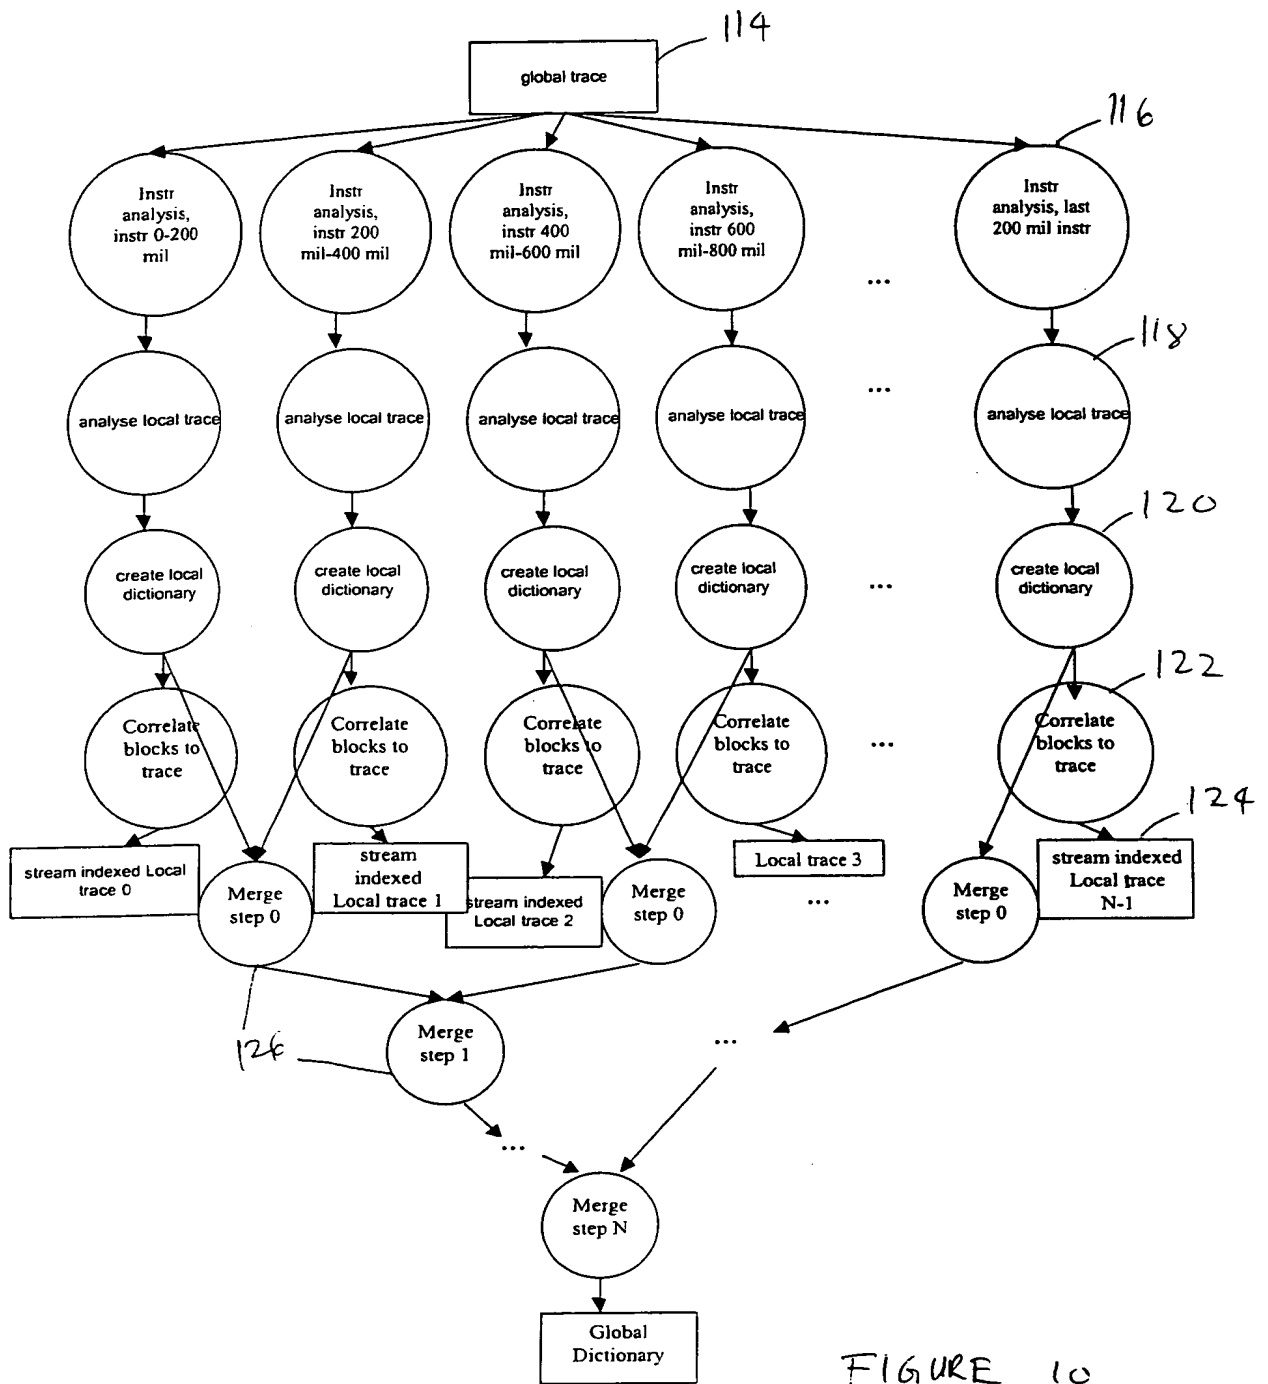 114
global trace
116
Instr
analysis,
instr 0-200
mil
Instr
analysis,
instr 200
mil-400 mil
Instr
analysis,
instr 400
mil-600 mil
Instr
analysis,
instr 600
mil-800 mil
...
Instr
analysis, last
200 mil instr
118
analyse local trace
analyse local trace
analyse local trace
analyse local trace
...
analyse local trace
120
create local
dictionary
create local
dictionary
create local
dictionary
create local
dictionary
...
create local
dictionary
122
Correlate
blocks to
trace
Correlate
blocks to
trace
Correlate
blocks to
trace
Correlate
blocks to
trace
...
Correlate
blocks to
trace
124
stream indexed Local
trace 0
Merge
step 0
stream
indexed
Local trace 1
stream indexed
Local trace 2
Merge
step 0
Local trace 3
...
Merge
step 0
stream indexed
Local trace
N-1
126
Merge
step 1
...
...
Merge
step N
Global
Dictionary
FIGURE 10